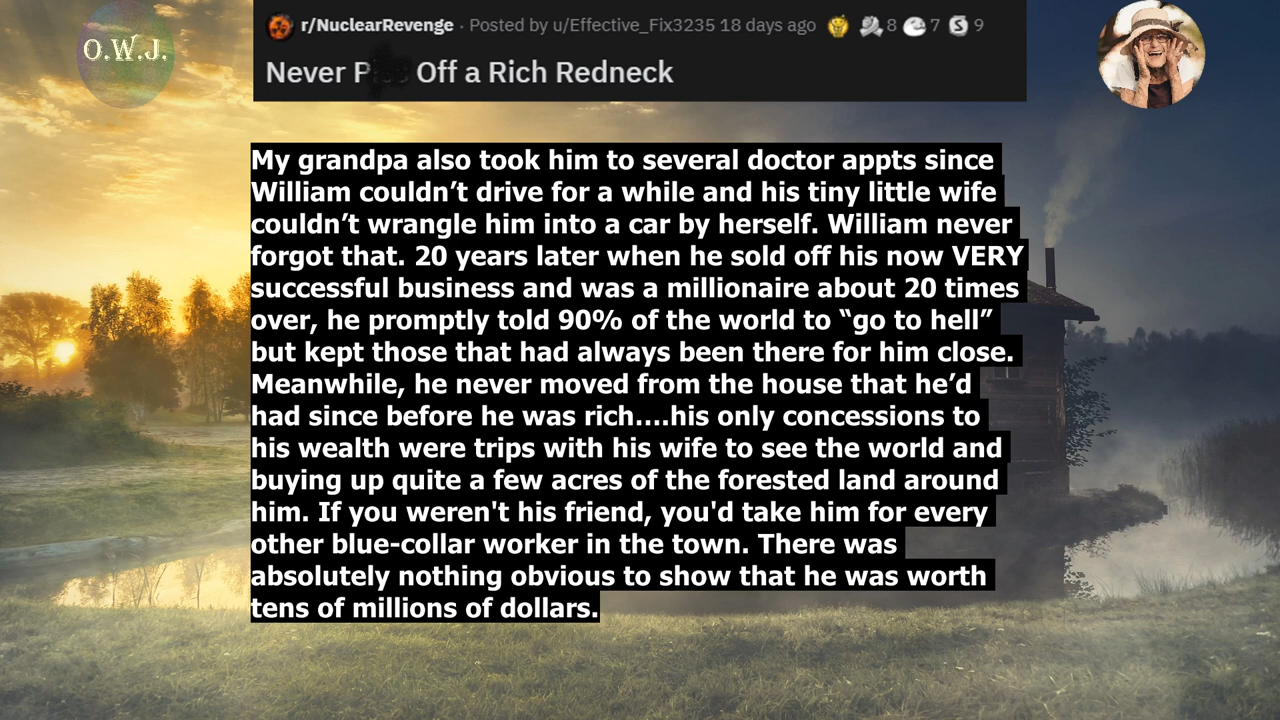 O.W.J.
r/NuclearRevenge · Posted by u/Effective_Fix3235 18 days ago 8 7 S 9
Never Off a Rich Redneck
My grandpa also took him to several doctor appts since
William couldn’t drive for a while and his tiny little wife
couldn’t wrangle him into a car by herself. William never
forgot that. 20 years later when he sold off his now VERY
successful business and was a millionaire about 20 times
over, he promptly told 90% of the world to “go to hell”
but kept those that had always been there for him close.
Meanwhile, he never moved from the house that he’d
had since before he was rich....his only concessions to
his wealth were trips with his wife to see the world and
buying up quite a few acres of the forested land around
him. If you weren't his friend, you'd take him for every
other blue-collar worker in the town. There was
absolutely nothing obvious to show that he was worth
tens of millions of dollars.